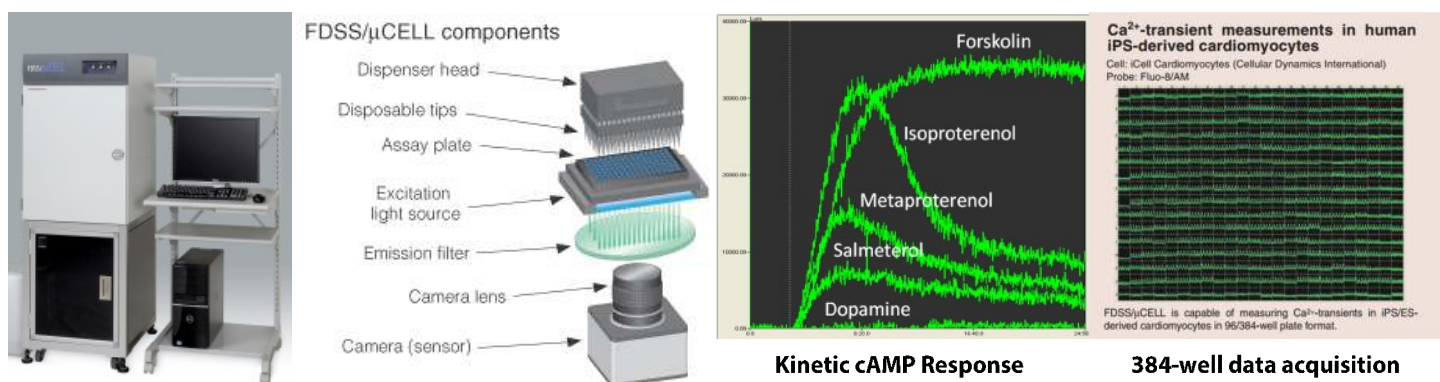 FDSS/μCELL
FDSS/μCELL components
Dispenser head
Disposable tips
Assay plate
Excitation
light source
Emission filter
Camera lens
Camera (sensor)
Forskolin
Isoproterenol
Metaproterenol
Salmeterol
Dopamine
Kinetic cAMP Response
Ca²⁺-transient measurements in human
iPS-derived cardiomyocytes
Cell: iCell Cardiomyocytes (Cellular Dynamics International)
Probe: Fluo-8/AM
FDSS/μCELL is capable of measuring Ca²⁺-transients in iPS/ES-
derived cardiomyocytes in 96/384-well plate format.
384-well data acquisition